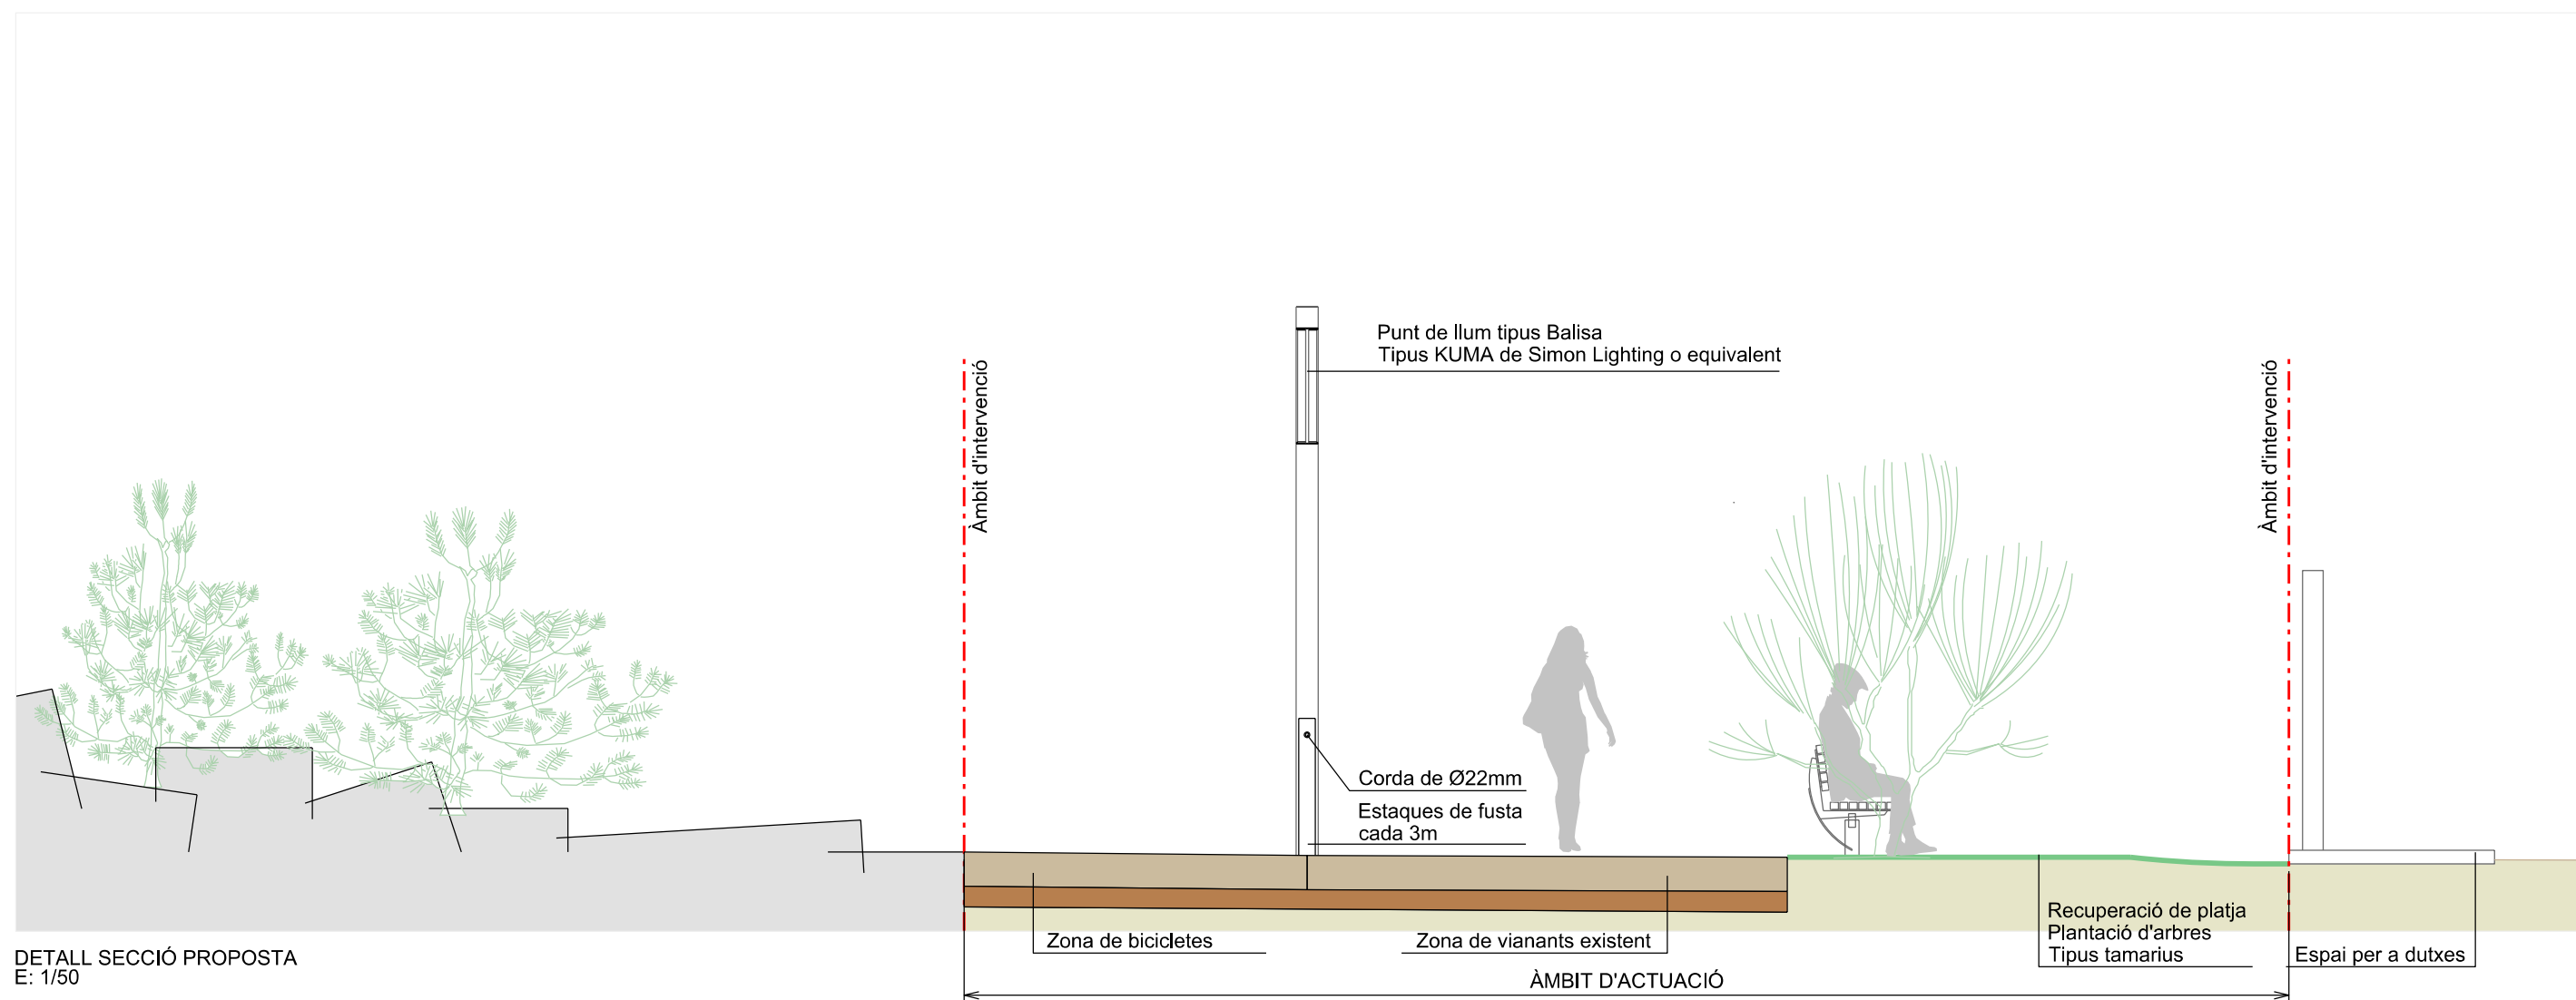 Punt de llum tipus Balisa
Tipus KUMA de Simon Lighting o equivalent
Àmbit d'intervenció
Àmbit d'intervenció
Corda de Ø22mm
Estaques de fusta
cada 3m
Recuperació de platja
Plantació d'arbres
Tipus tamarius
Zona de bicicletes
Zona de vianants existent
Espai per a dutxes
DETALL SECCIÓ PROPOSTA
E: 1/50
ÀMBIT D'ACTUACIÓ